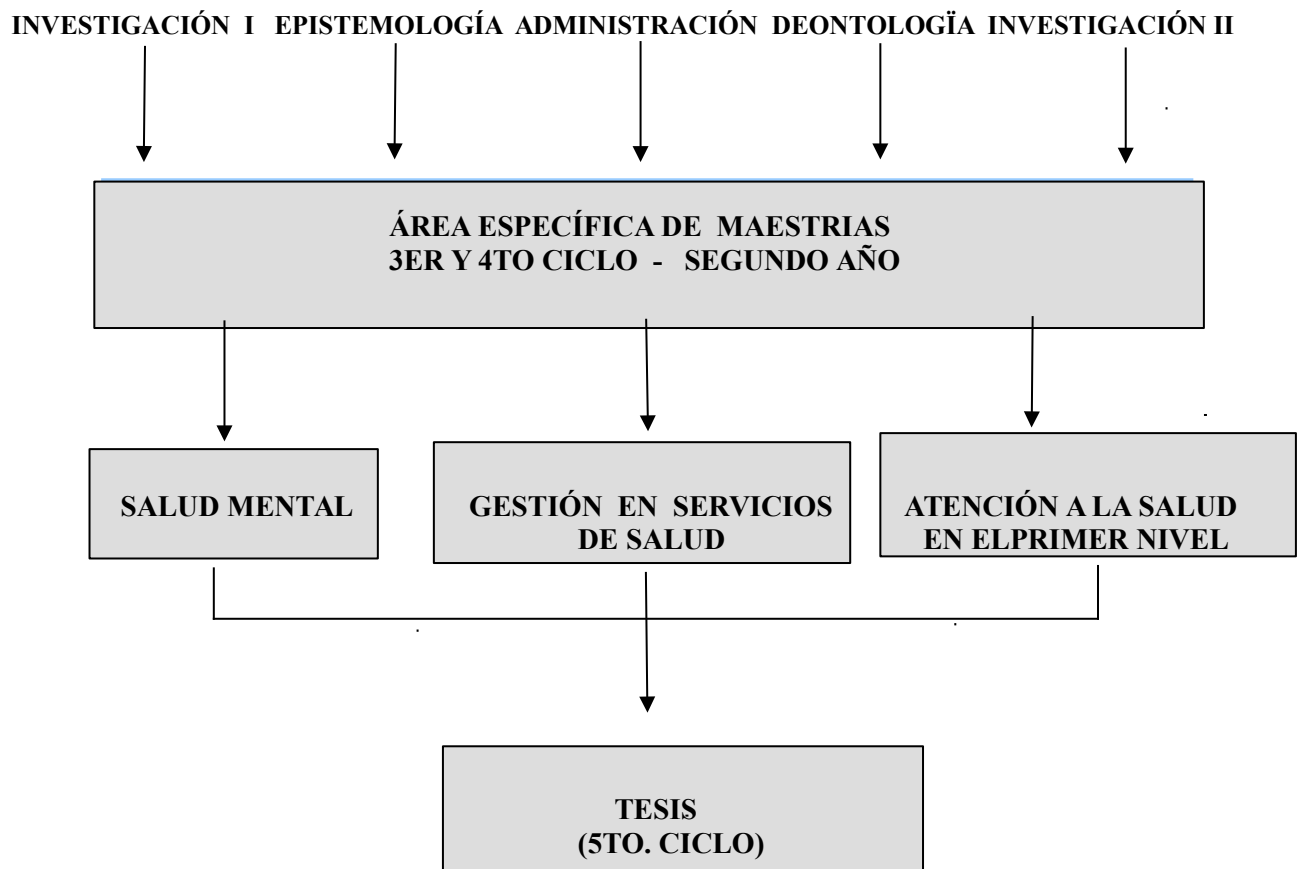 INVESTIGACIÓN I EPISTEMOLOGÍA ADMINISTRACIÓN DEONTOLOGÏA INVESTIGACIÓN II
ÁREA ESPECÍFICA DE MAESTRIAS
3ER Y 4TO CICLO - SEGUNDO AÑO
SALUD MENTAL
GESTIÓN EN SERVICIOS
DE SALUD
ATENCIÓN A LA SALUD
EN ELPRIMER NIVEL
TESIS
(5TO. CICLO)